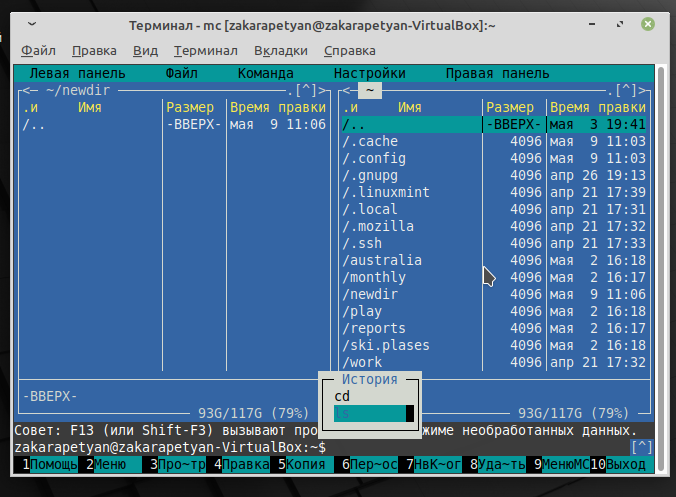 й
Терминал - mc [zakarapetyan@zakarapetyan-VirtualBox]:~
Файл Правка Вид Терминал Вкладки Справка
Левая панель Файл Команда Настройки Правая панель
<— ~/newdir .[^]> <— ~ .[^]>
.и Имя Размер Время правки .и Имя Размер Время правки
/.. -ВВЕРХ- мая 9 11:06 /.. -ВВЕРХ- мая 3 19:41
/.cache 4096 мая 9 11:03
/.config 4096 мая 9 11:03
/.gnupg 4096 апр 26 19:13
/.linuxmint 4096 апр 21 17:39
/.local 4096 апр 21 17:31
/.mozilla 4096 апр 21 17:32
/.ssh 4096 апр 21 17:33
/australia 4096 мая 2 16:18
/monthly 4096 мая 2 16:17
/newdir 4096 мая 9 11:06
/play 4096 мая 2 16:18
/reports 4096 мая 2 16:17
/ski.plases 4096 мая 2 16:18
/work 4096 апр 21 17:32
История
cd
ls
-ВВЕРХ-
93G/117G (79%) 93G/117G (79%)
Совет: F13 (или Shift-F3) вызывают про жиме необработанных данных.
zakarapetyan@zakarapetyan-VirtualBox:~$ [^]
1Помощь 2Меню 3Про~тр 4Правка 5Копия 6Пер~ос 7НвК~ог 8Уда~ть 9МенюМС 10Выход